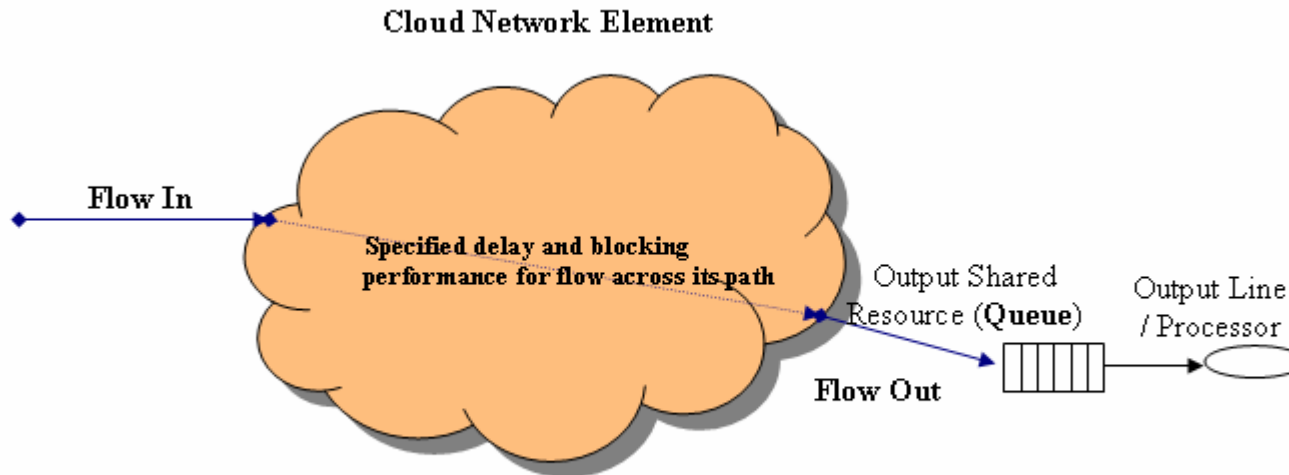 Cloud Network Element
Flow In
Specified delay and blocking
performance for flow across its path
Output Shared
Resource (Queue)
Output Line
/ Processor
Flow Out